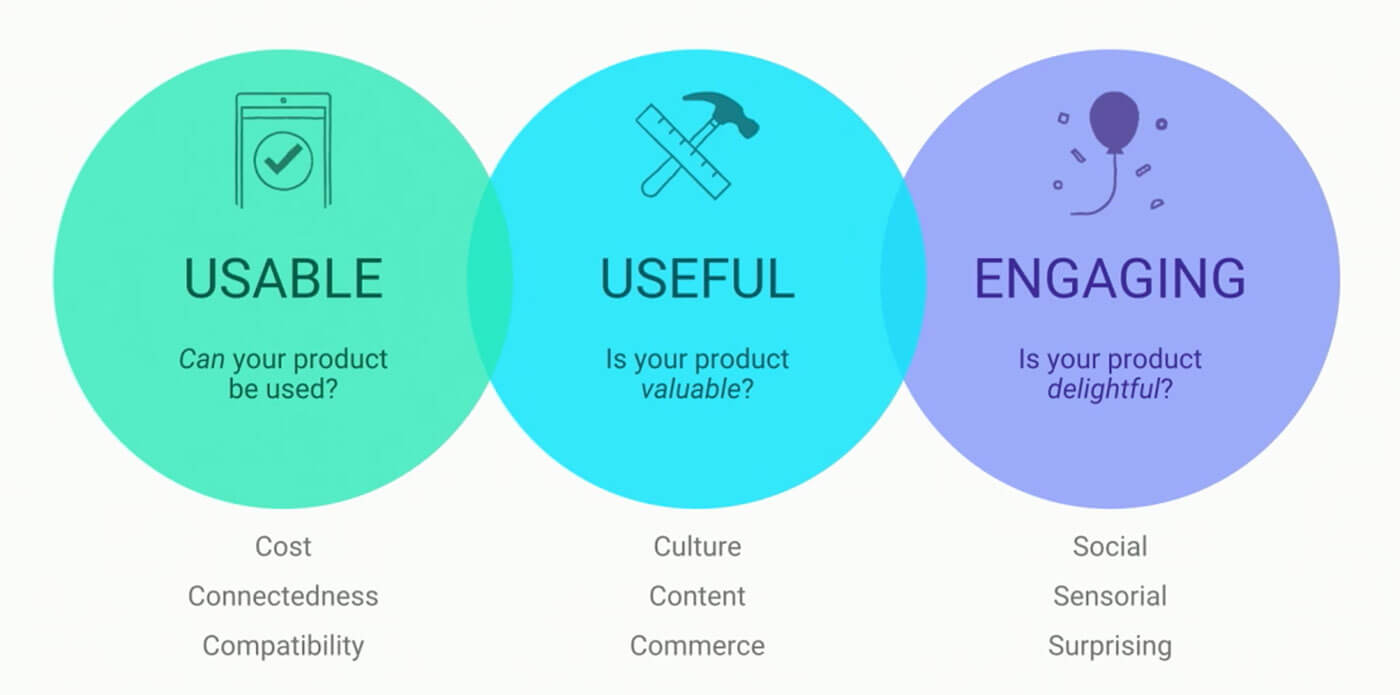 USABLE
Can your product
be used?
Cost
Connectedness
Compatibility
USEFUL
Is your product
valuable?
Culture
Content
Commerce
ENGAGING
Is your product
delightful?
Social
Sensorial
Surprising